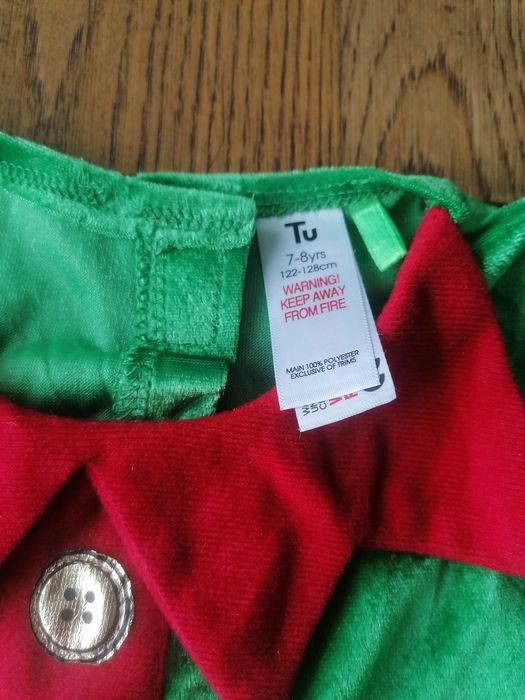 Tu
7-8yrs
122-128cm
WARNING!
KEEP AWAY
FROM FIRE
MAIN 100% POLYESTER
EXCLUSIVE OF TRIMS